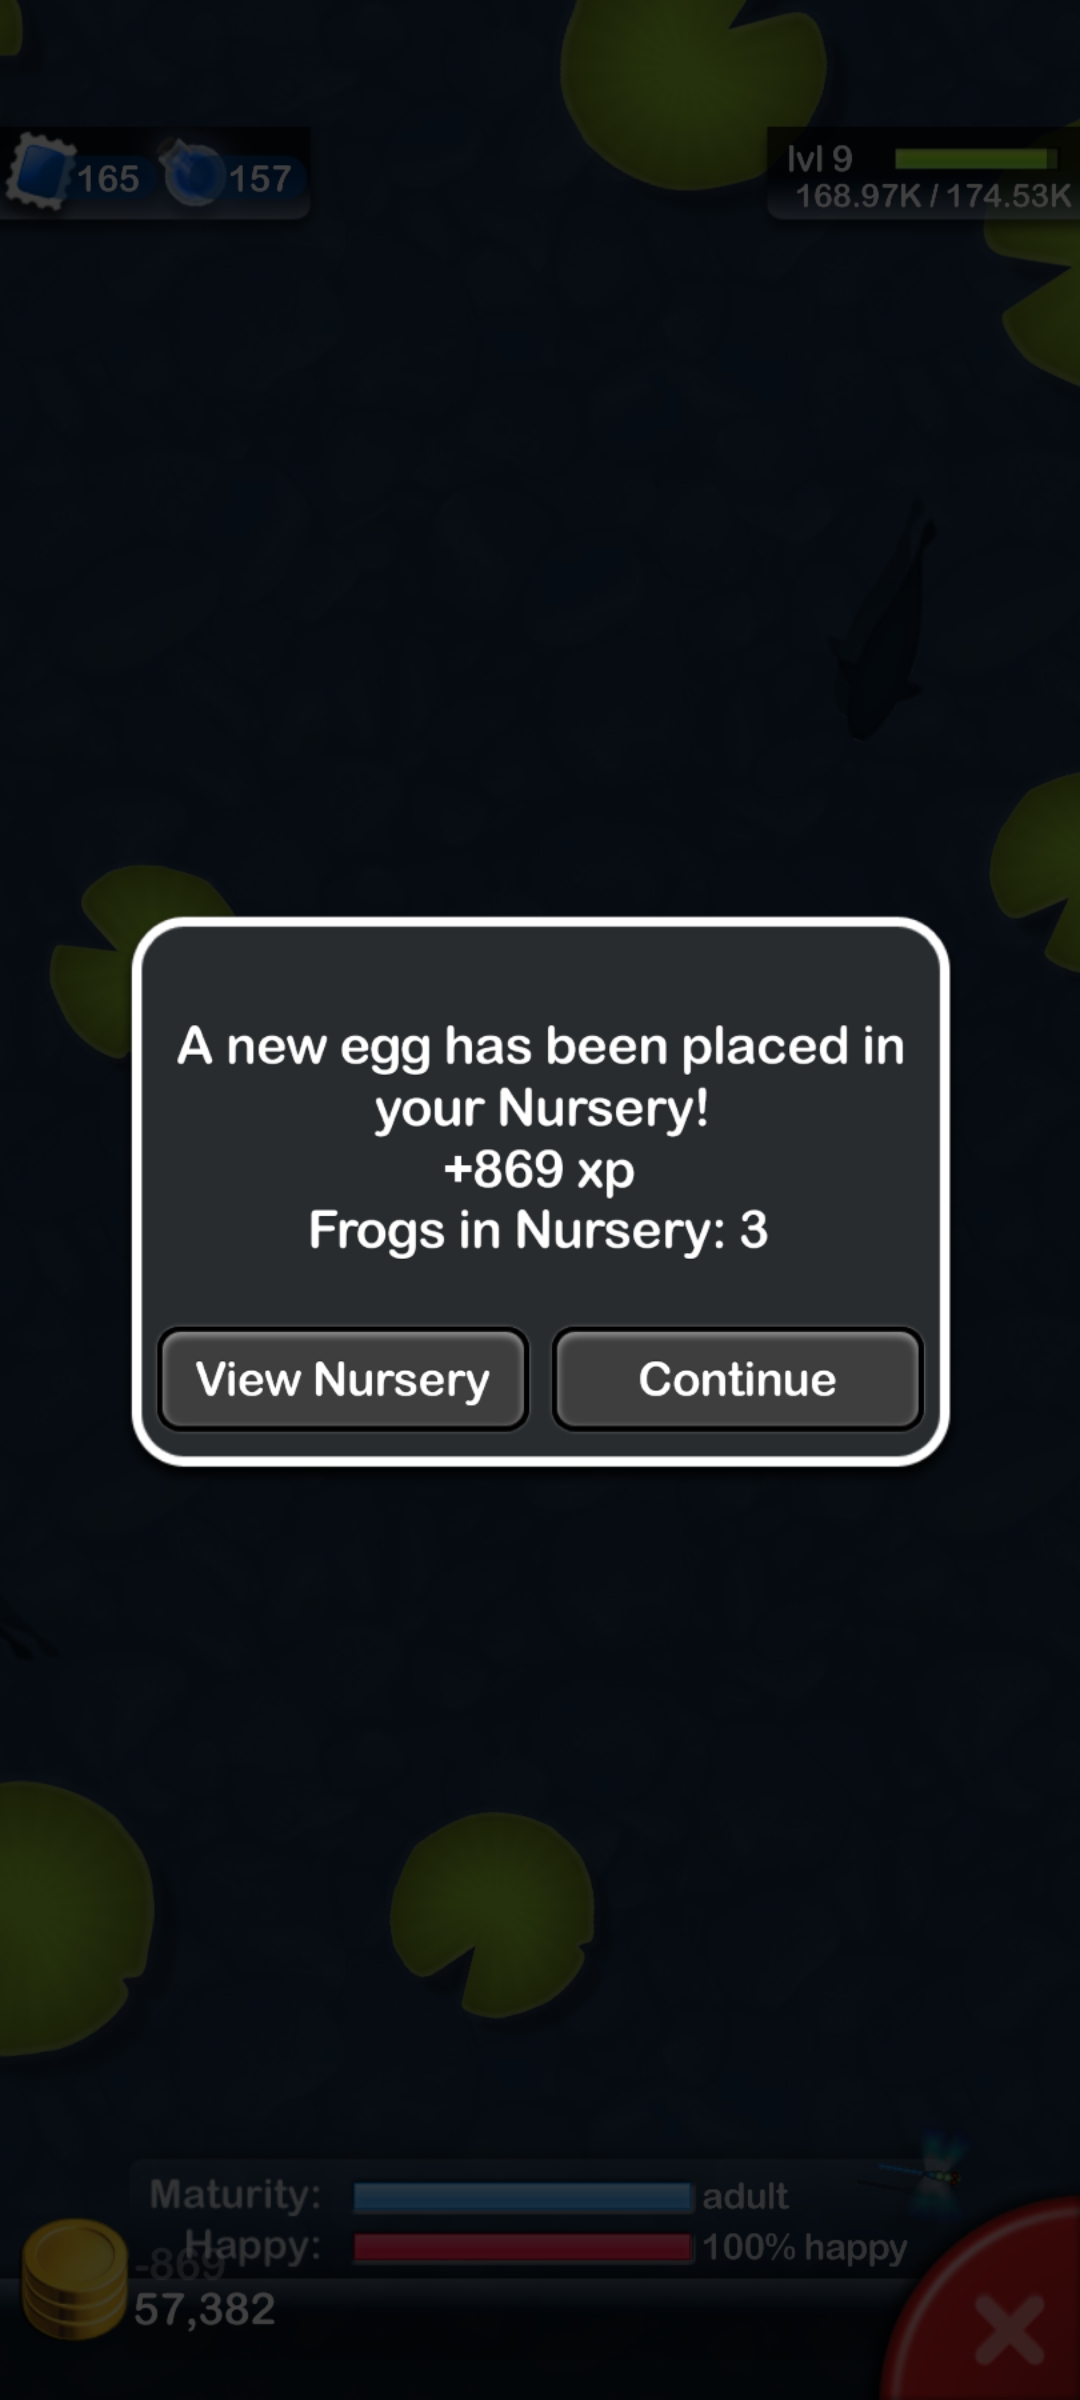 165
157
lvl 9
168.97K / 174.53K
A new egg has been placed in
your Nursery!
+869 xp
Frogs in Nursery: 3
View Nursery
Continue
Maturity:
adult
Happy:
100% happy
-869
57,382